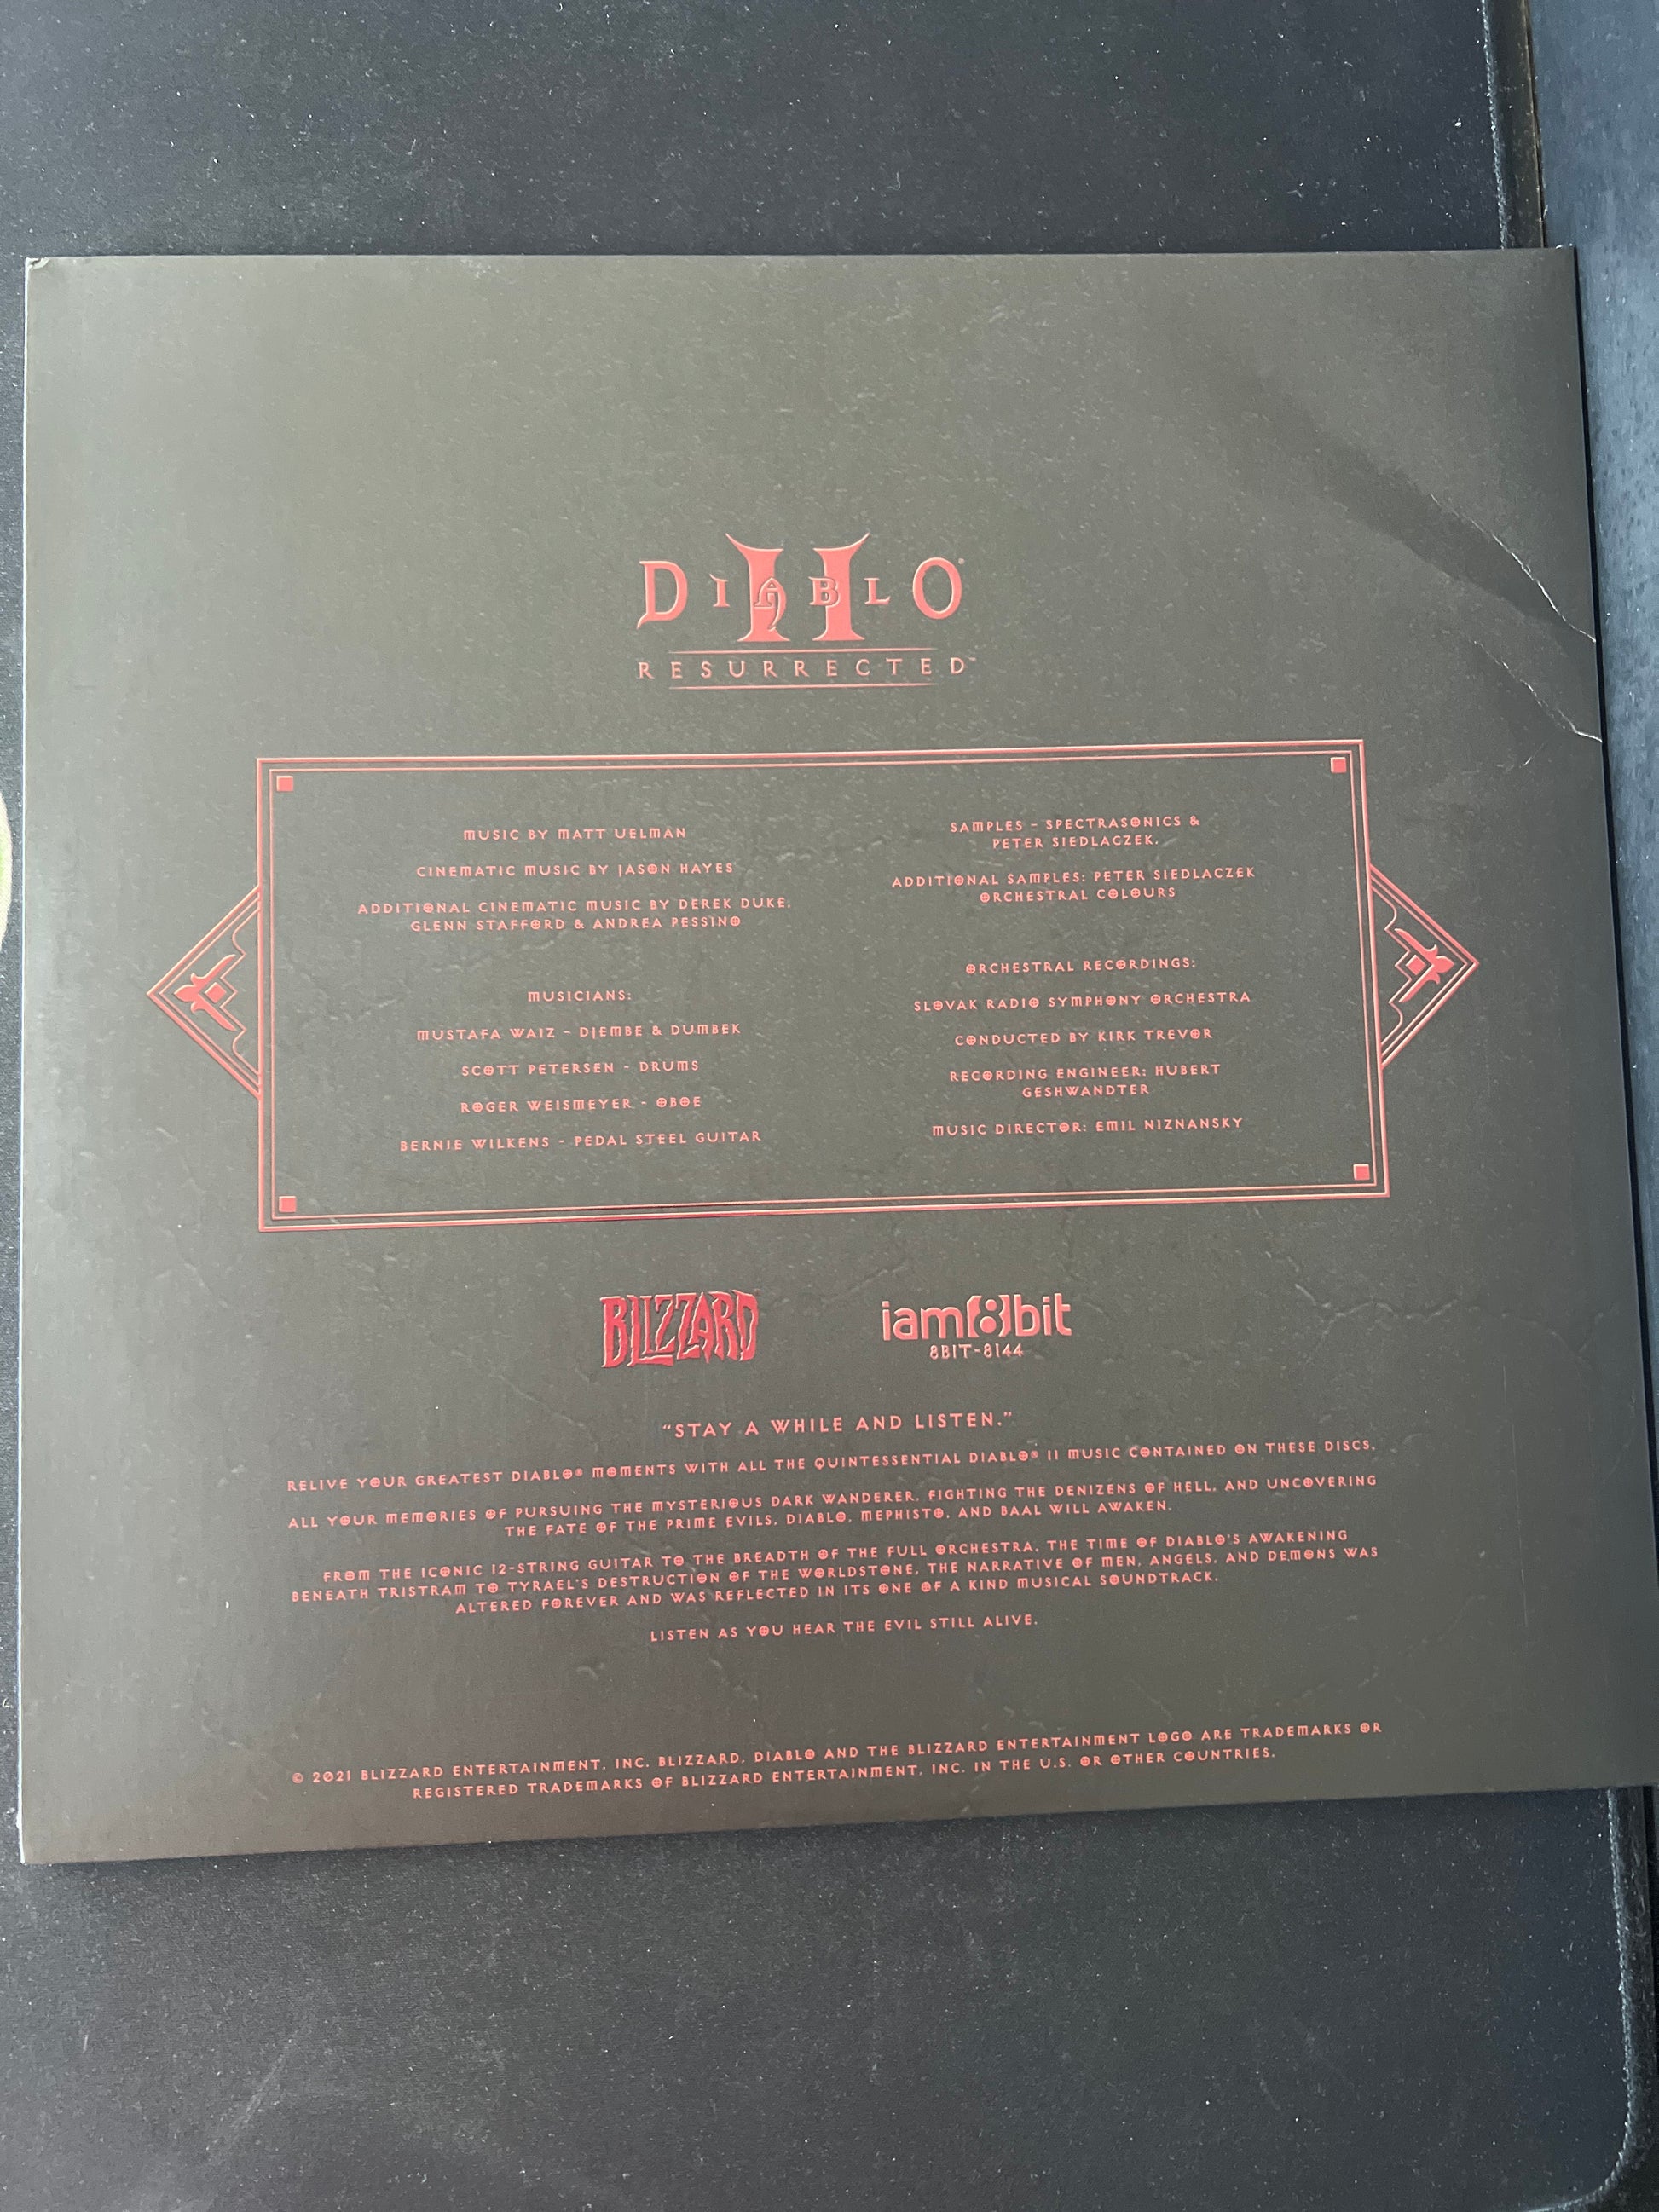 DIABLO®
II
RESURRECTED™
MUSIC BY MATT UELMAN
CINEMATIC MUSIC BY JASON HAYES
ADDITIONAL CINEMATIC MUSIC BY DEREK DUKE,
GLENN STAFFORD & ANDREA PESSINO
MUSICIANS:
MUSTAFA WAIZ - DJEMBE & DUMBEK
SCOTT PETERSEN - DRUMS
ROGER WEISMEYER - OBOE
BERNIE WILKENS - PEDAL STEEL GUITAR
SAMPLES - SPECTRASONICS &
PETER SIEDLACZEK.
ADDITIONAL SAMPLES: PETER SIEDLACZEK
ORCHESTRAL COLOURS
ORCHESTRAL RECORDINGS:
SLOVAK RADIO SYMPHONY ORCHESTRA
CONDUCTED BY KIRK TREVOR
RECORDING ENGINEER: HUBERT
GESHWANDTER
MUSIC DIRECTOR: EMIL NIZNANSKY
BLIZZARD
iam8bit
8BIT-8144
“STAY A WHILE AND LISTEN.”
RELIVE YOUR GREATEST DIABLO® MOMENTS WITH ALL THE QUINTESSENTIAL DIABLO® II MUSIC CONTAINED ON THESE DISCS.
ALL YOUR MEMORIES OF PURSUING THE MYSTERIOUS DARK WANDERER, FIGHTING THE DENIZENS OF HELL, AND UNCOVERING
THE FATE OF THE PRIME EVILS, DIABLO, MEPHISTO, AND BAAL WILL AWAKEN.
FROM THE ICONIC 12-STRING GUITAR TO THE BREADTH OF THE FULL ORCHESTRA, THE TIME OF DIABLO'S AWAKENING
BENEATH TRISTRAM TO TYRAEL'S DESTRUCTION OF THE WORLDSTONE, THE NARRATIVE OF MEN, ANGELS, AND DEMONS WAS
ALTERED FOREVER AND WAS REFLECTED IN ITS ONE OF A KIND MUSICAL SOUNDTRACK.
LISTEN AS YOU HEAR THE EVIL STILL ALIVE.
© 2021 BLIZZARD ENTERTAINMENT, INC. BLIZZARD, DIABLO AND THE BLIZZARD ENTERTAINMENT LOGO ARE TRADEMARKS OR
REGISTERED TRADEMARKS OF BLIZZARD ENTERTAINMENT, INC. IN THE U.S. OR OTHER COUNTRIES.